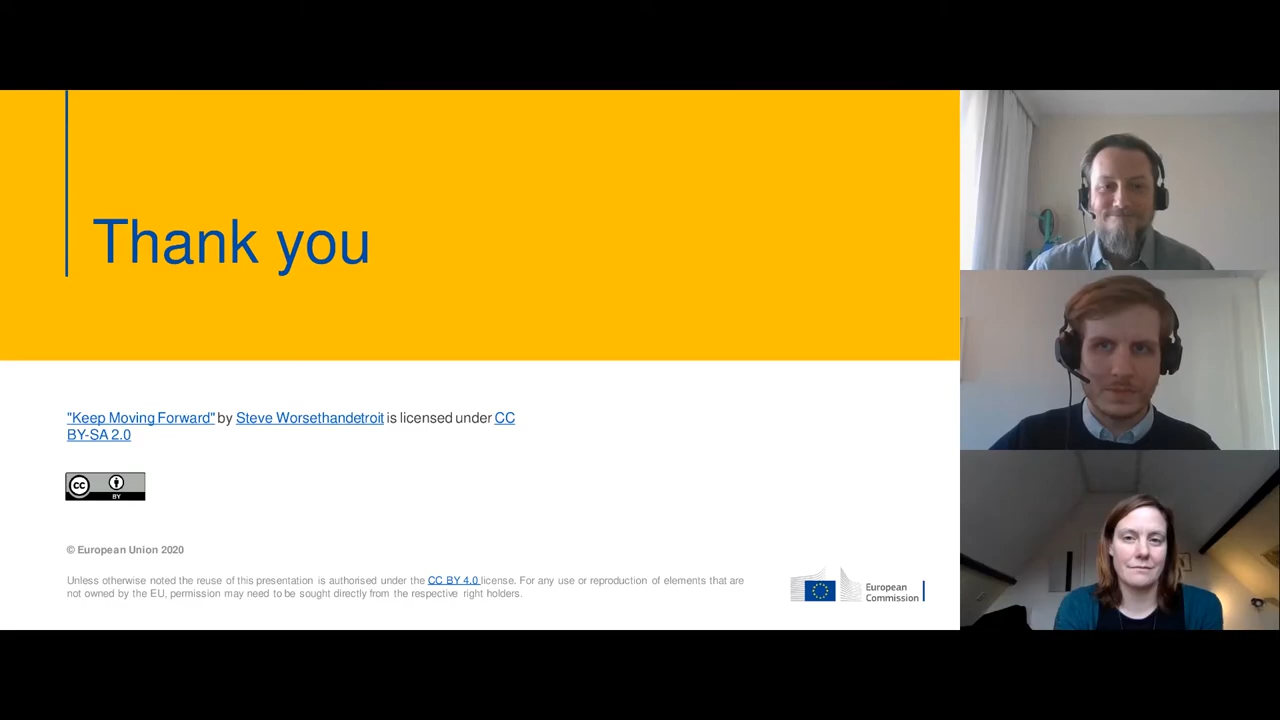 Thank you
"Keep Moving Forward" by Steve Worsethandetroit is licensed under CC
BY-SA 2.0
cc
BY
© European Union 2020
Unless otherwise noted the reuse of this presentation is authorised under the CC BY 4.0 license. For any use or reproduction of elements that are
not owned by the EU, permission may need to be sought directly from the respective right holders.
European
Commission